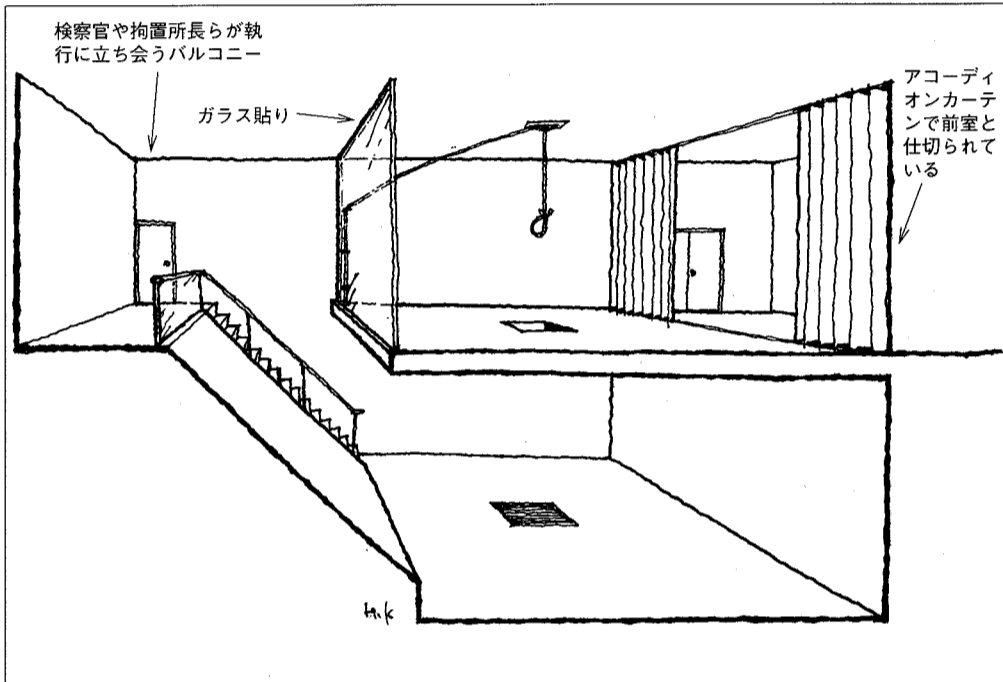 検察官や拘置所長らが執
行に立ち会うバルコニー
ガラス貼り
アコーディ
オンカーテ
ンで前室と
仕切られて
いる